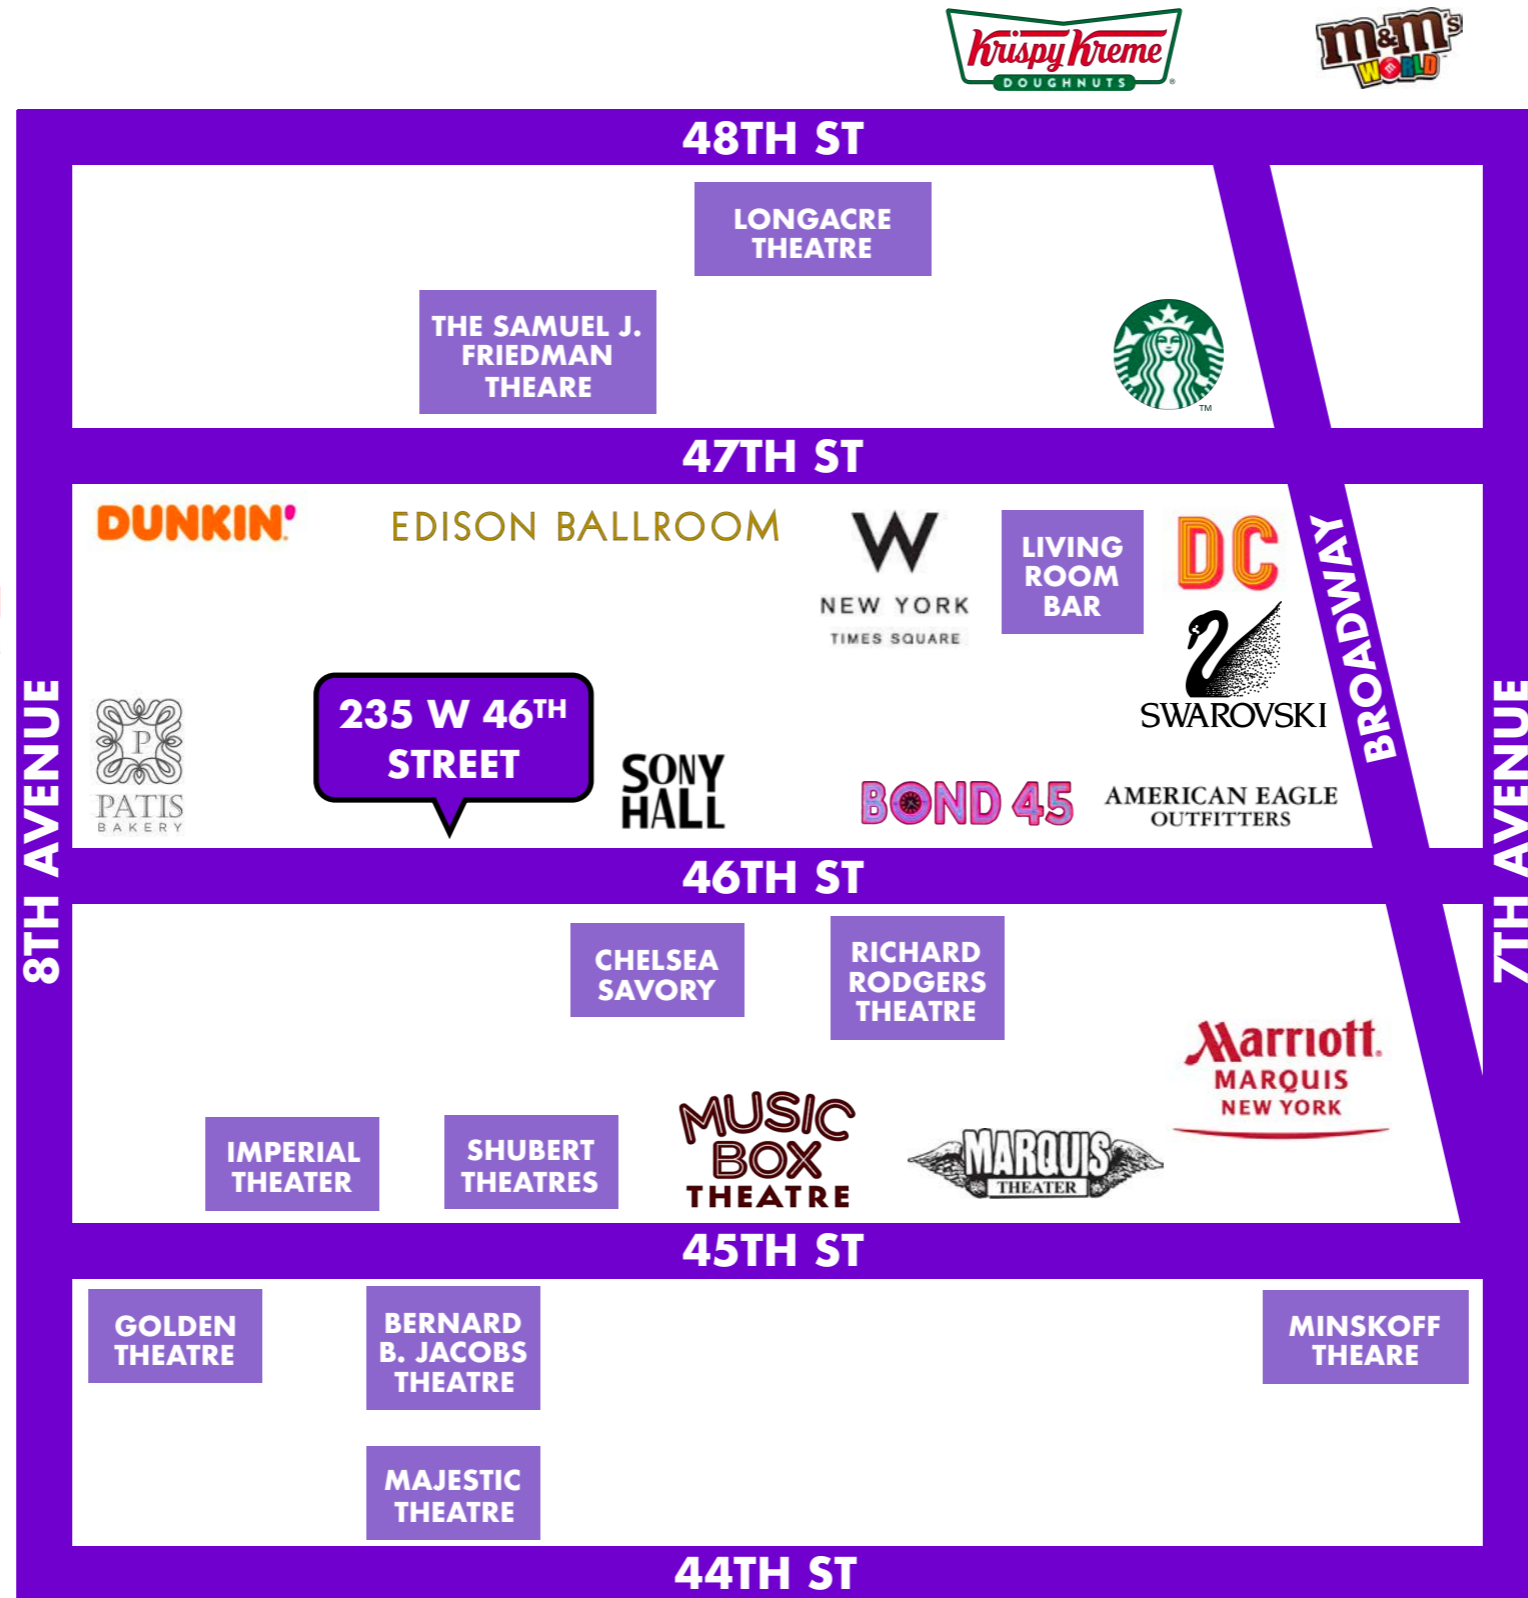 Krispy Kreme
DOUGHNUTS
m&m's
WORLD
48TH ST
LONGACRE
THEATRE
THE SAMUEL J.
FRIEDMAN
THEARE
TM
47TH ST
DUNKIN'
EDISON BALLROOM
W
NEW YORK
TIMES SQUARE
LIVING
ROOM
BAR
DC
SWAROVSKI
BROADWAY
8TH AVENUE
7TH AVENUE
P
PATIS
BAKERY
235 W 46TH
STREET
SONY
HALL
BOND 45
AMERICAN EAGLE
OUTFITTERS
46TH ST
CHELSEA
SAVORY
RICHARD
RODGERS
THEATRE
Marriott
MARQUIS
NEW YORK
IMPERIAL
THEATER
SHUBERT
THEATRES
MUSIC
BOX
THEATRE
MARQUIS
THEATER
45TH ST
GOLDEN
THEATRE
BERNARD
B. JACOBS
THEATRE
MINSKOFF
THEARE
MAJESTIC
THEATRE
44TH ST